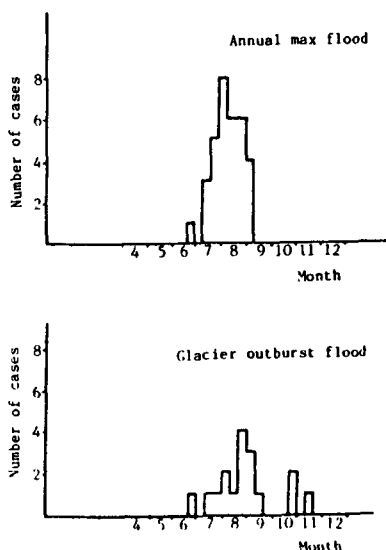 Annual max flood
Number of cases
8
6
4
2
4 5 6 7 8 9 10 11 12
Month
Glacier outburst flood
Number of cases
8
6
4
2
4 5 6 7 8 9 10 11 12
Month